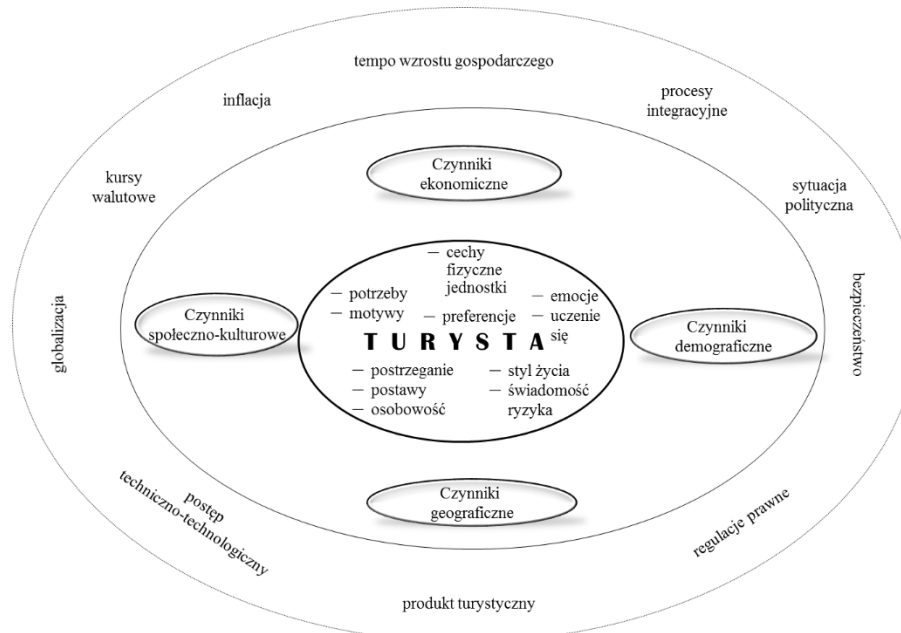 tempo wzrostu gospodarczego
inflacja
procesy
integracyjne
kursy
walutowe
sytuacja
polityczna
globalizacja
bezpieczeństwo
Czynniki
ekonomiczne
Czynniki
społeczno-kulturowe
— cechy
fizyczne
jednostki
— potrzeby
— motywy
— preferencje
— emocje
— uczenie
się
TURYSTA
— postrzeganie
— postawy
— osobowość
— styl życia
— świadomość
ryzyka
Czynniki
demograficzne
Czynniki
geograficzne
postęp
techniczno-technologiczny
regulacje prawne
produkt turystyczny